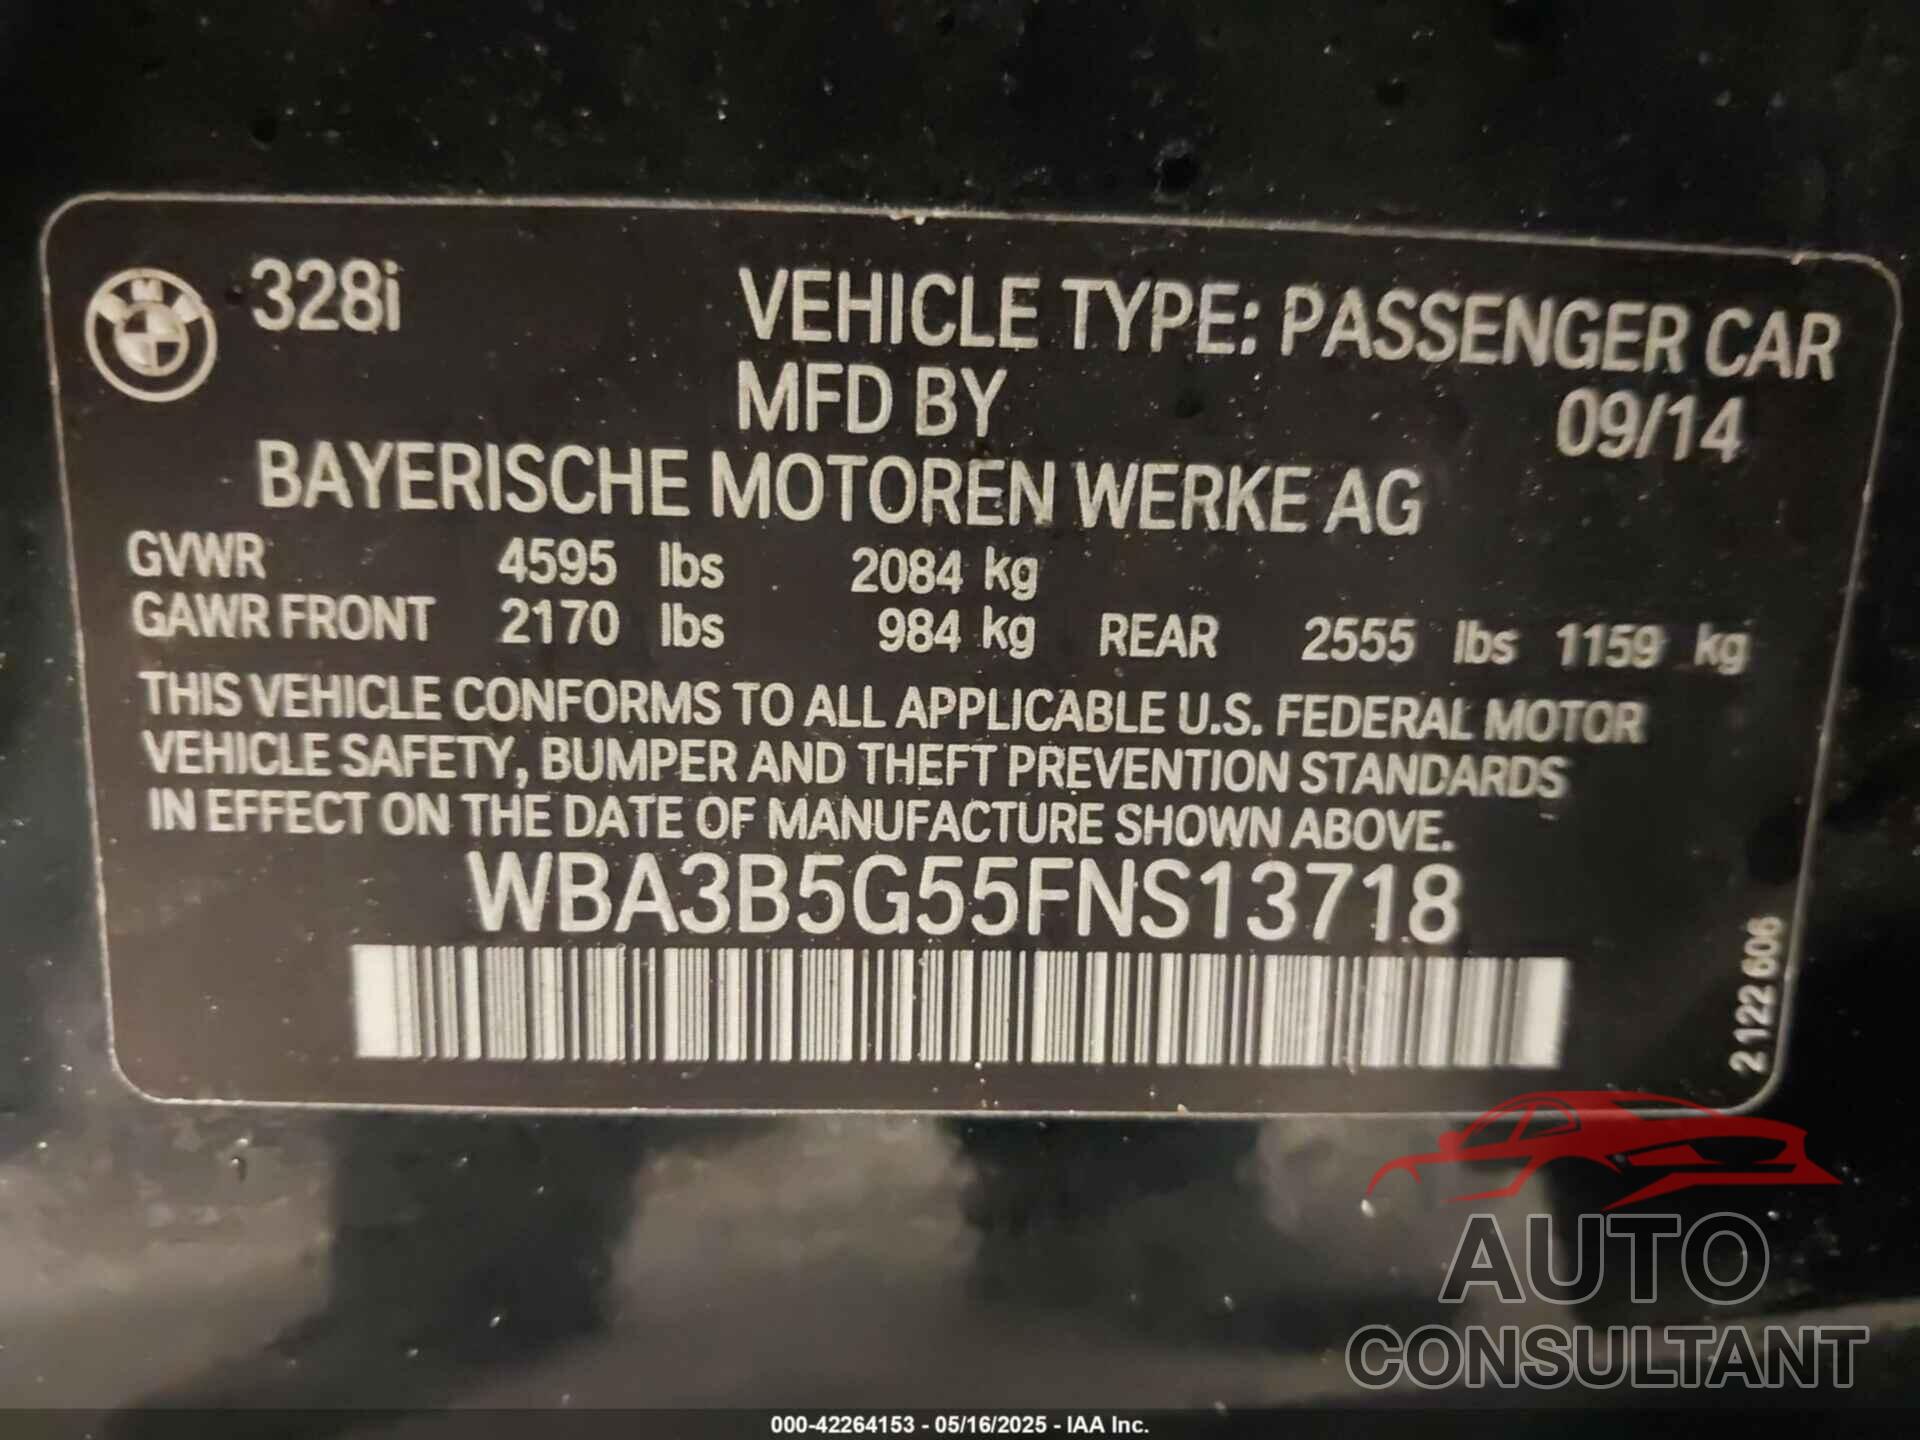 BMW
328i
VEHICLE TYPE: PASSENGER CAR
MFD BY
09/14
BAYERISCHE MOTOREN WERKE AG
GVWR 4595 lbs 2084 kg
GAWR FRONT 2170 lbs 984 kg REAR 2555 lbs 1159 kg
THIS VEHICLE CONFORMS TO ALL APPLICABLE U.S. FEDERAL MOTOR
VEHICLE SAFETY, BUMPER AND THEFT PREVENTION STANDARDS
IN EFFECT ON THE DATE OF MANUFACTURE SHOWN ABOVE.
WBA3B5G55FNS13718
2122606
AUTO
CONSULTANT
000-42264153 - 05/16/2025 - IAA Inc.